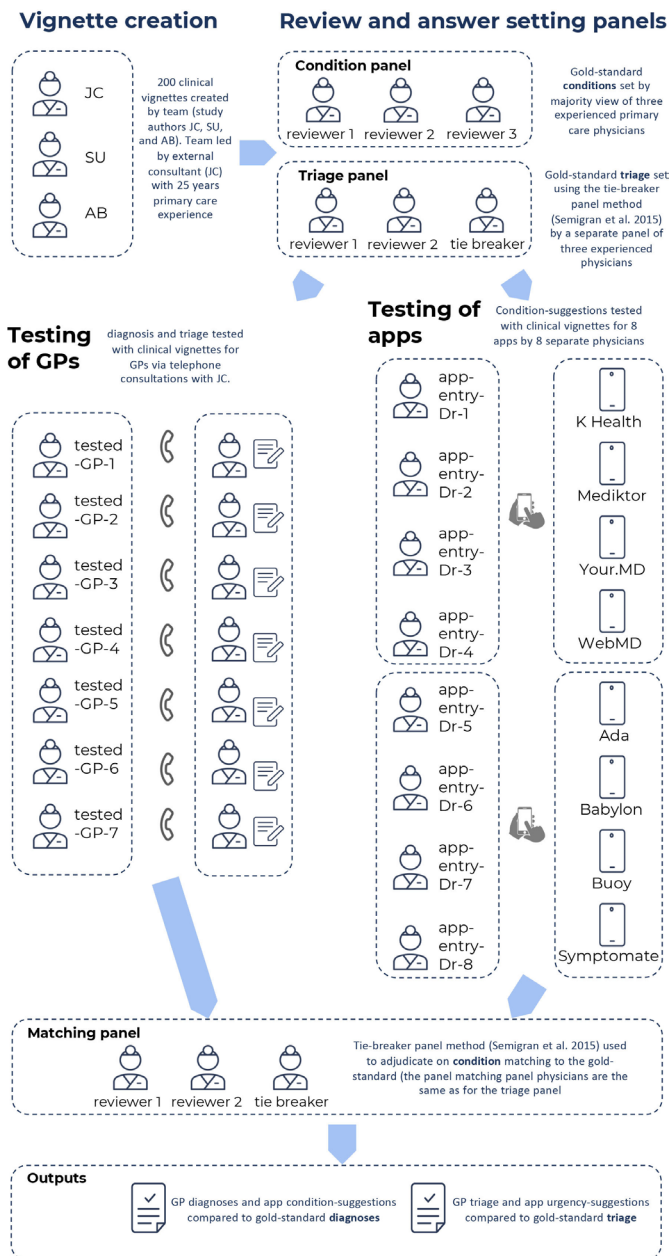 Vignette creation
JC
SU
AB
200 clinical
vignettes created
by team (study
authors JC, SU,
and AB). Team led
by external
consultant (JC)
with 25 years
primary care
experience
Review and answer setting panels
Condition panel
reviewer 1 reviewer 2 reviewer 3
Gold-standard
conditions set by
majority view of three
experienced primary
care physicians
Triage panel
reviewer 1 reviewer 2 tie breaker
Gold-standard triage set
using the tie-breaker
panel method
(Semigran et al. 2015)
by a separate panel of
three experienced
physicians
Testing
of GPs
diagnosis and triage tested
with clinical vignettes for
GPs via telephone
consultations with JC.
tested
-GP-1
tested
-GP-2
tested
-GP-3
tested
-GP-4
tested
-GP-5
tested
-GP-6
tested
-GP-7
Testing of
apps
Condition-suggestions tested
with clinical vignettes for 8
apps by 8 separate physicians
app-
entry-
Dr-1
app-
entry-
Dr-2
app-
entry-
Dr-3
app-
entry-
Dr-4
K Health
Mediktor
Your.MD
WebMD
app-
entry-
Dr-5
app-
entry-
Dr-6
app-
entry-
Dr-7
app-
entry-
Dr-8
Ada
Babylon
Buoy
Symptomate
Matching panel
reviewer 1 reviewer 2 tie breaker
Tie-breaker panel method (Semigran et al. 2015) used
to adjudicate on condition matching to the gold-
standard (the panel matching panel physicians are the
same as for the triage panel
Outputs
GP diagnoses and app condition-suggestions
compared to gold-standard diagnoses
GP triage and app urgency-suggestions
compared to gold-standard triage